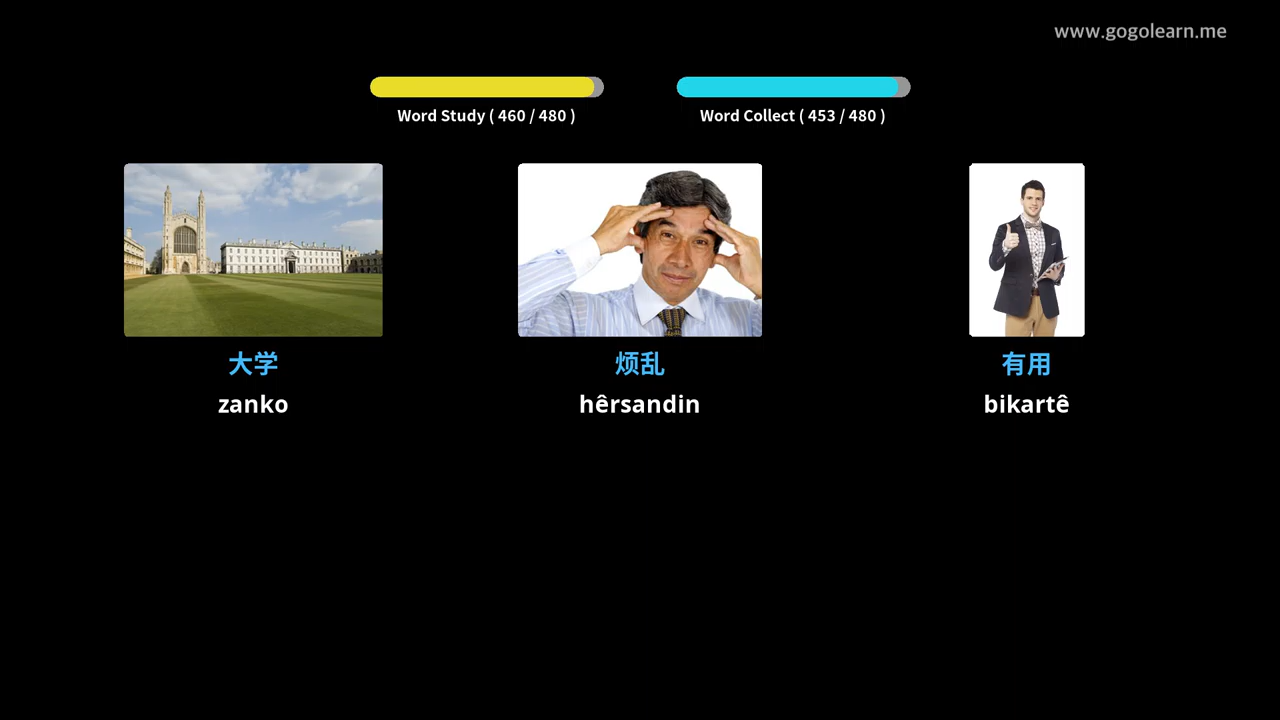 www.gogolearn.me
Word Study ( 460 / 480 )
Word Collect ( 453 / 480 )
大学
zanko
烦乱
hêrsandin
有用
bikartê